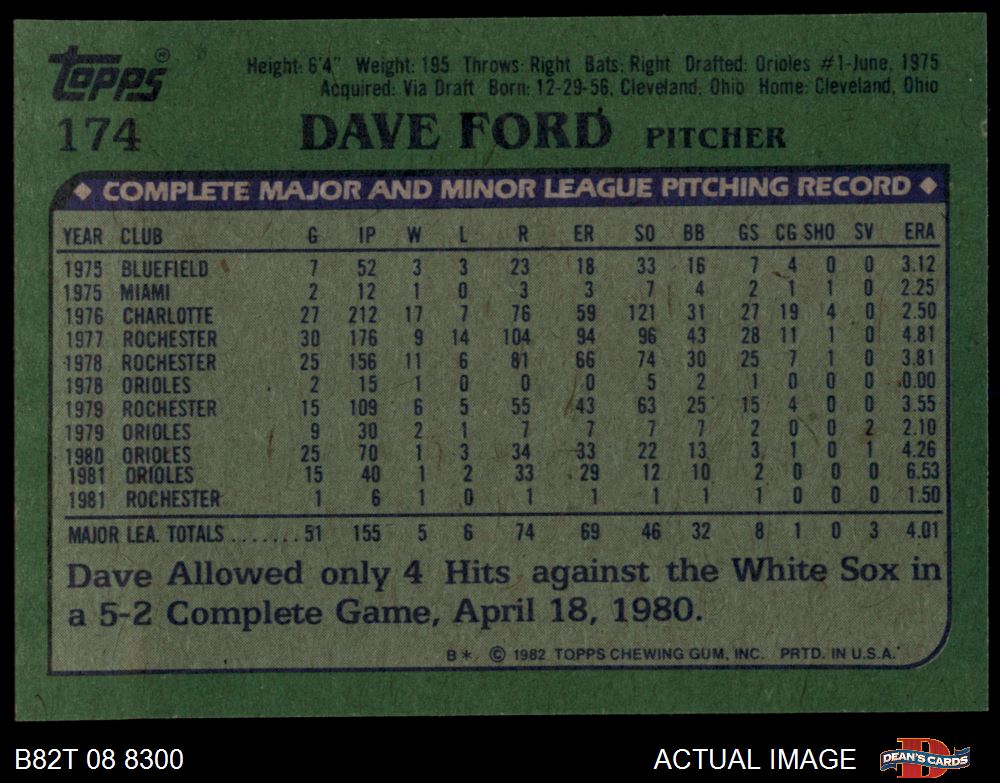 Topps®
Height: 6'4" Weight: 195 Throws: Right Bats: Right Drafted: Orioles #1-June, 1975
Acquired: Via Draft Born: 12-29-56, Cleveland, Ohio Home: Cleveland, Ohio
174 DAVE FORD PITCHER
◆ COMPLETE MAJOR AND MINOR LEAGUE PITCHING RECORD ◆
YEAR CLUB G IP W L R ER SO BB GS CG SHO SV ERA
1975 BLUEFIELD 7 52 3 3 23 18 33 16 7 4 0 0 3.12
1975 MIAMI 2 12 1 0 3 3 7 4 2 1 1 0 2.25
1976 CHARLOTTE 27 212 17 7 76 59 121 31 27 19 4 0 2.50
1977 ROCHESTER 30 176 9 14 104 94 96 43 28 11 1 0 4.81
1978 ROCHESTER 25 156 11 6 81 66 74 30 25 7 1 0 3.81
1978 ORIOLES 2 15 1 0 0 0 5 2 1 0 0 0 0.00
1979 ROCHESTER 15 109 6 5 55 43 63 25 15 4 0 0 3.55
1979 ORIOLES 9 30 2 1 7 7 7 7 2 0 0 2 2.10
1980 ORIOLES 25 70 1 3 34 33 22 13 3 1 0 1 4.26
1981 ORIOLES 15 40 1 2 33 29 12 10 2 0 0 0 6.53
1981 ROCHESTER 1 6 1 0 1 1 1 1 1 0 0 0 1.50
MAJOR LEA. TOTALS .......51 155 5 6 74 69 46 32 8 1 0 3 4.01
Dave Allowed only 4 Hits against the White Sox in
a 5-2 Complete Game, April 18, 1980.
B* © 1982 TOPPS CHEWING GUM, INC. PRTD. IN U.S.A.
B82T 08 8300 ACTUAL IMAGE DEAN'S CARDS